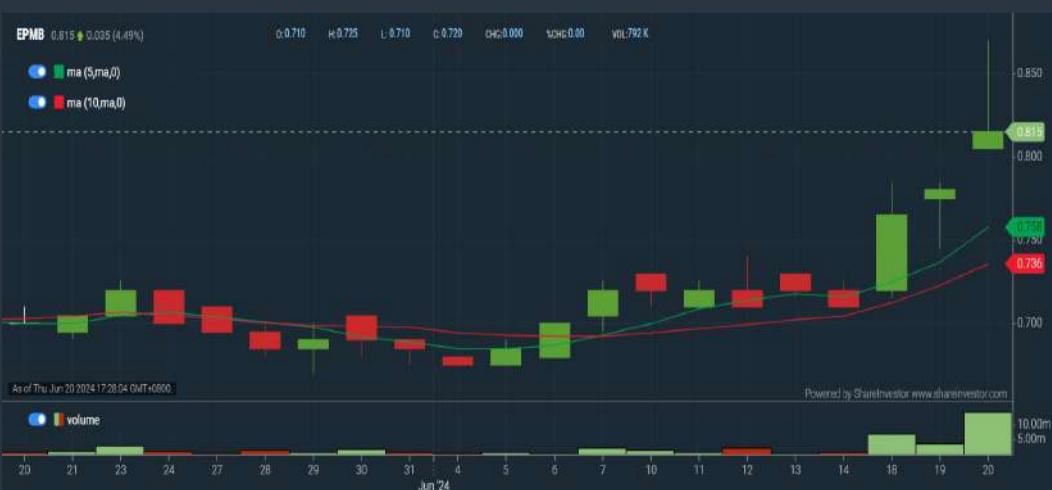 EPMB 0.815 0.035 (4.49%) O:0.710 H:0.725 L:0.710 C:0.720 CHG:0.000 %CHG:0.00 VOL:792 K
ma (5,ma,0)
ma (10,ma,0)
0.850
0.815
0.800
0.758
0.750
0.736
0.700
As of Thu Jun 20 2024 17:28:04 GMT+0800.
Powered by ShareInvestor www.shareinvestor.com
volume
10.00m
5.00m
20 21 23 24 27 28 29 30 31 4 5 6 7 10 11 12 13 14 18 19 20
Jun '24